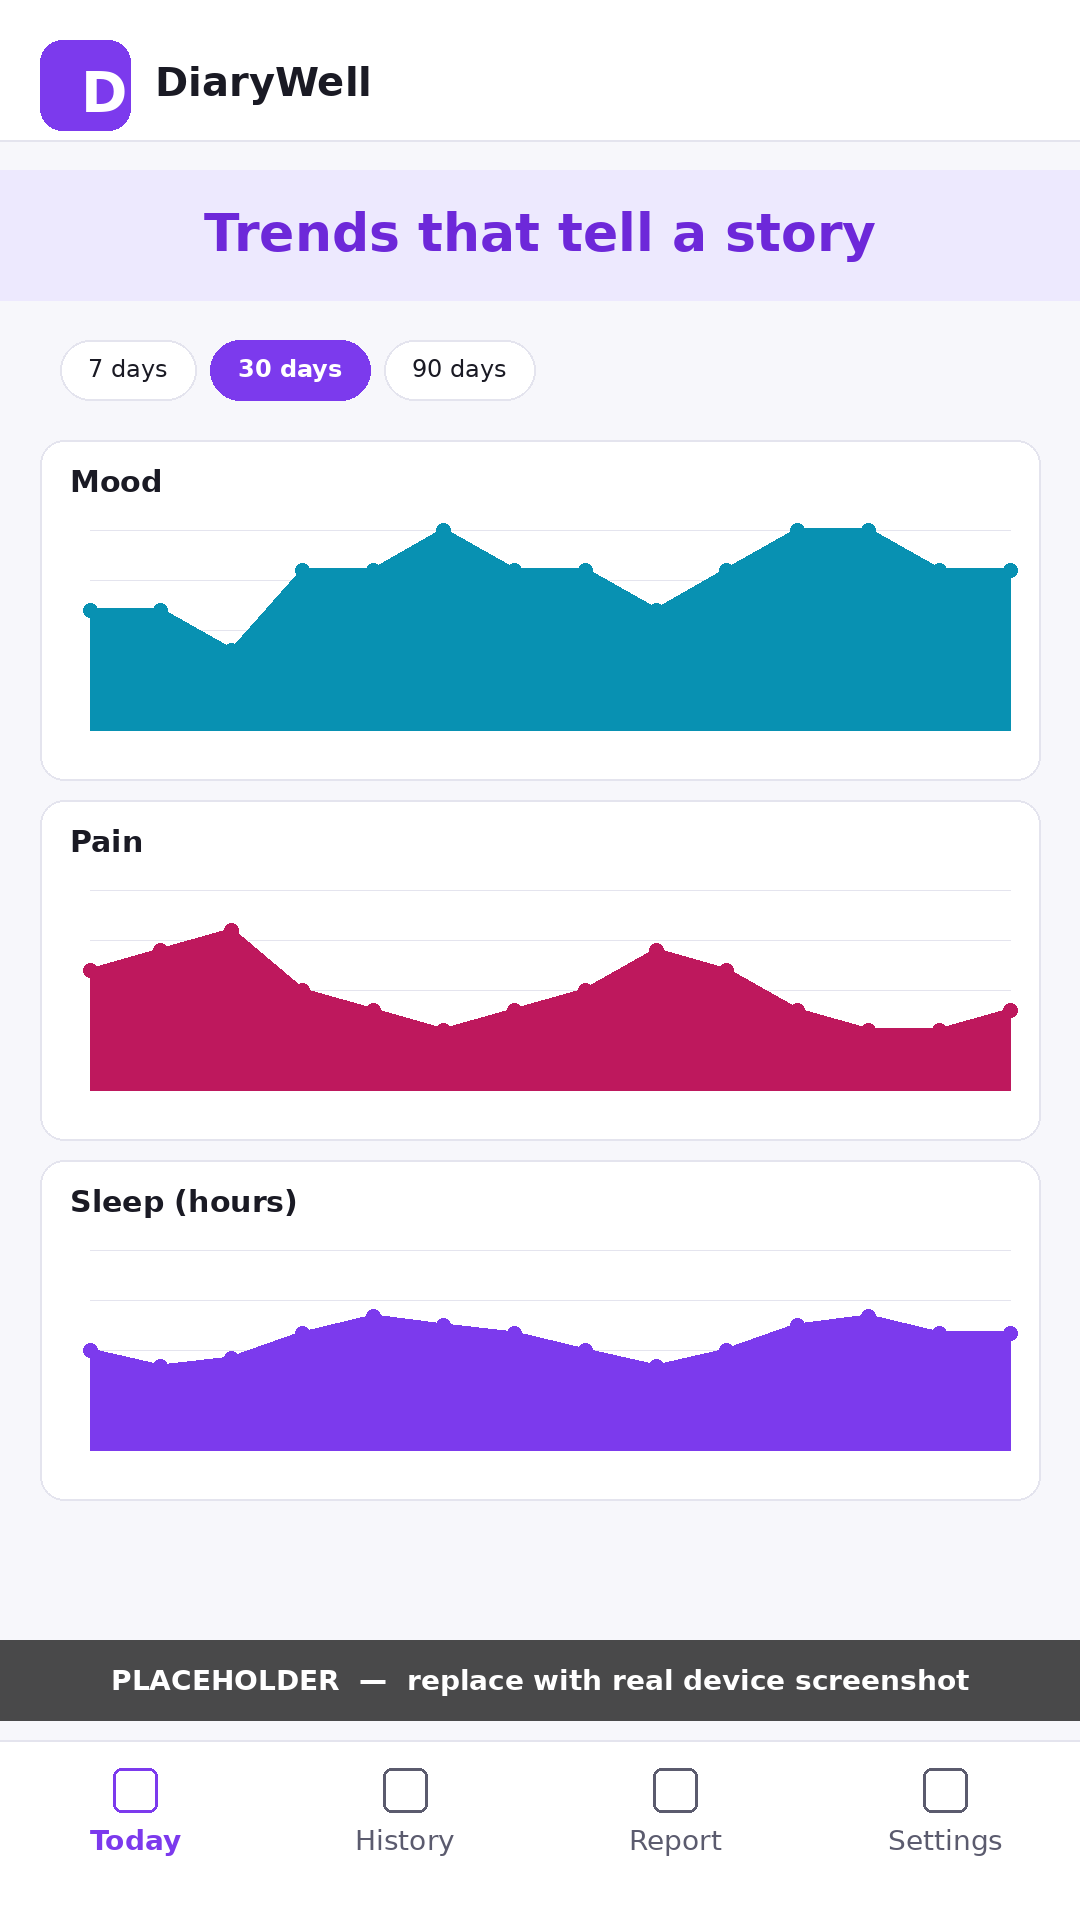 D
DiaryWell
Trends that tell a story
7 days
30 days
90 days
Mood
Pain
Sleep (hours)
PLACEHOLDER — replace with real device screenshot
Today
History
Report
Settings